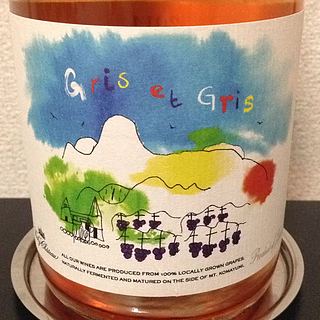 Gris et Gris
ALL OUR WINES ARE PRODUCED FROM 100% LOCALLY GROWN GRAPES,
NATURALLY FERMENTED AND MATURED ON THE SIDE OF MT. KOMAYUMI.